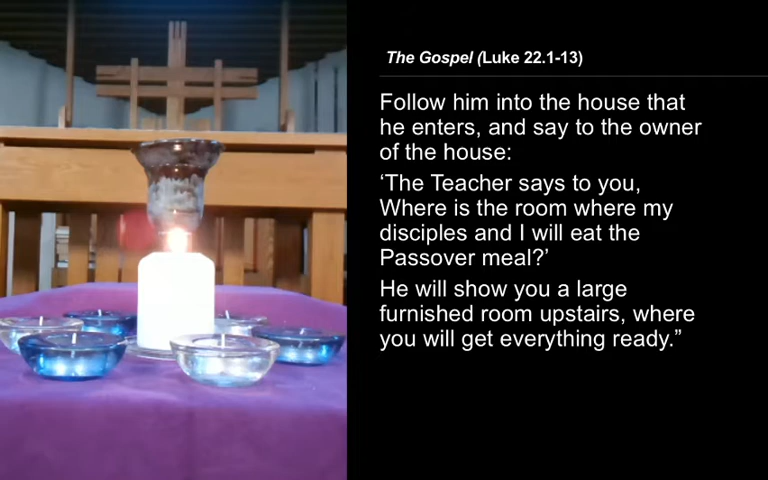 The Gospel (Luke 22.1-13)
Follow him into the house that
he enters, and say to the owner
of the house:
‘The Teacher says to you,
Where is the room where my
disciples and I will eat the
Passover meal?’
He will show you a large
furnished room upstairs, where
you will get everything ready.”